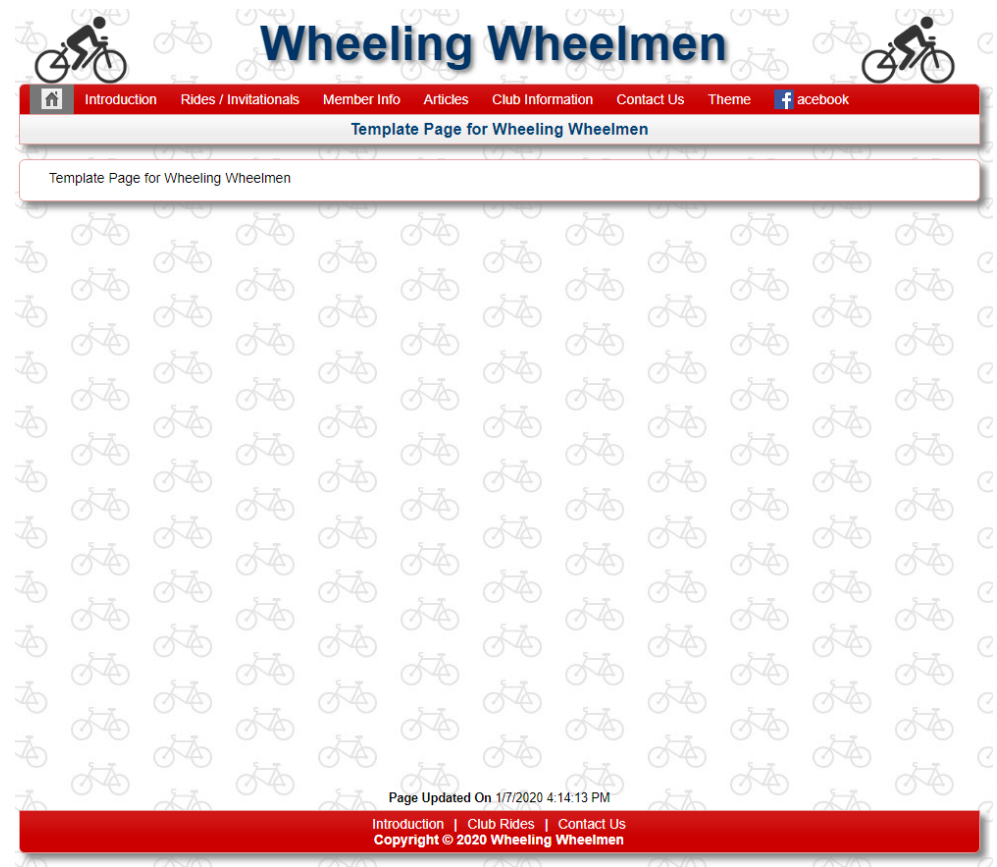 Wheeling Wheelmen
Introduction Rides / Invitationals Member Info Articles Club Information Contact Us Theme facebook
Template Page for Wheeling Wheelmen
Template Page for Wheeling Wheelmen
Page Updated On 1/7/2020 4:14:13 PM
Introduction | Club Rides | Contact Us
Copyright © 2020 Wheeling Wheelmen